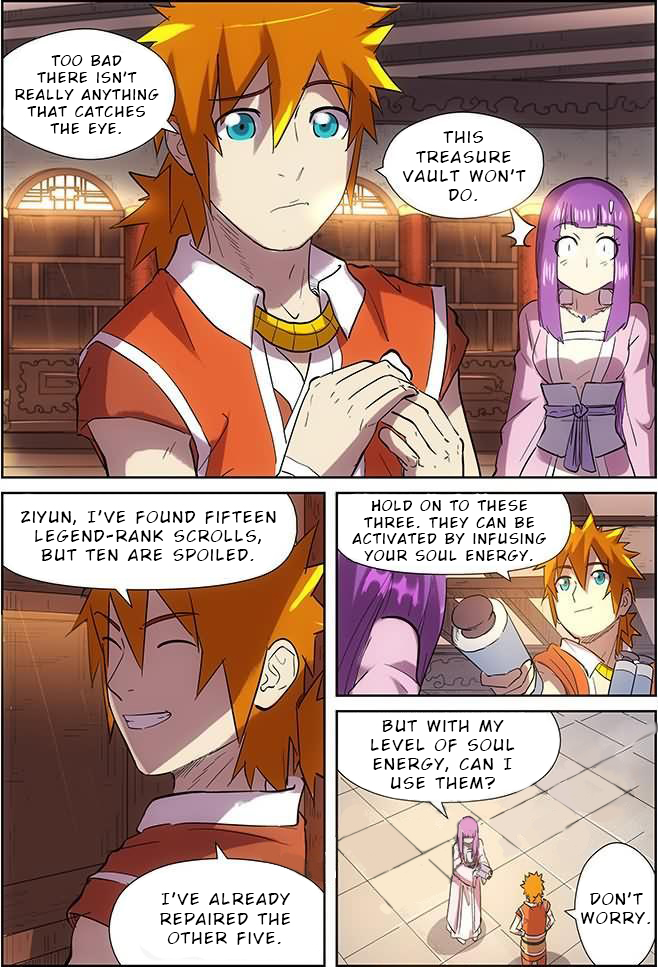 TOO BAD
THERE ISN'T
REALLY ANYTHING
THAT CATCHES
THE EYE.
THIS
TREASURE
VAULT WON'T
DO.
ZIYUN, I'VE FOUND FIFTEEN
LEGEND-RANK SCROLLS,
BUT TEN ARE SPOILED.
I'VE ALREADY
REPAIRED THE
OTHER FIVE.
HOLD ON TO THESE
THREE. THEY CAN BE
ACTIVATED BY INFUSING
YOUR SOUL ENERGY.
BUT WITH MY
LEVEL OF SOUL
ENERGY, CAN I
USE THEM?
DON'T
WORRY.